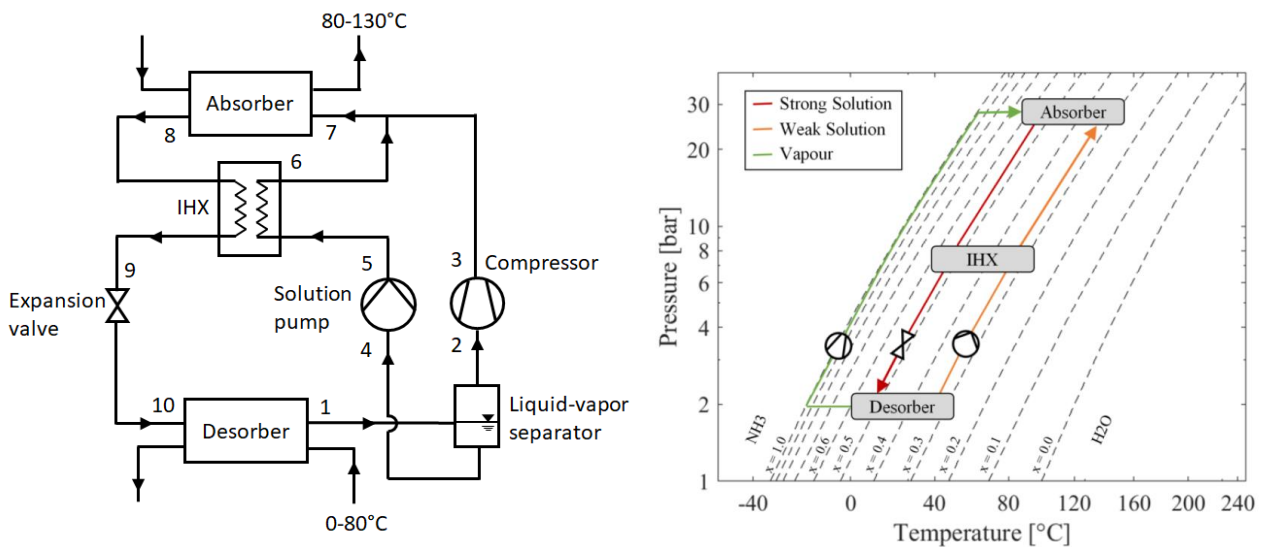 80-130°C
Absorber
8
7
6
IHX
5
3
Compressor
9
Expansion
valve
Solution
pump
4
2
10
1
Desorber
Liquid-vapor
separator
0-80°C
Pressure [bar]
30
20
10
8
6
4
2
1
Strong Solution
Weak Solution
Vapour
Absorber
IHX
Desorber
NH3
x = 1.0
x = 0.6
x = 0.5
x = 0.4
x = 0.3
x = 0.2
x = 0.1
x = 0.0
H2O
-40
0
40
80
120
160
200
240
Temperature [°C]